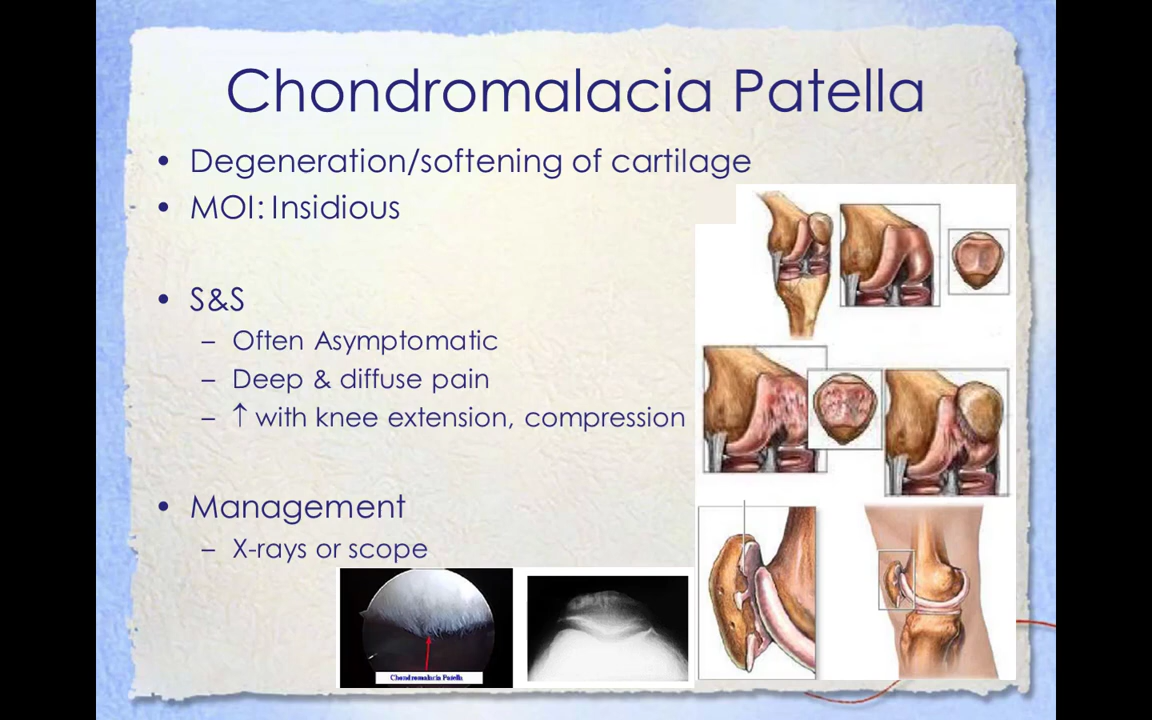 Chondromalacia Patella
• Degeneration/softening of cartilage
• MOI: Insidious
• S&S
– Often Asymptomatic
– Deep & diffuse pain
– ↑ with knee extension, compression
• Management
– X-rays or scope
Chondromalacia Patella